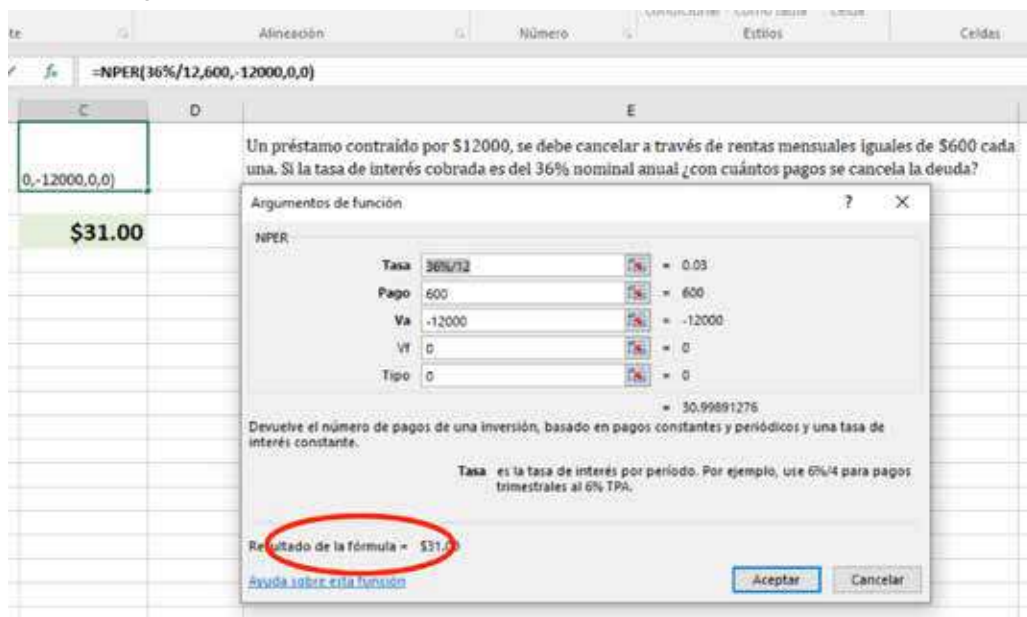 te Alineación Número Estilos Celdas
fx =NPER(36%/12,600,-12000,0,0)
C D E
Un préstamo contraído por $12000, se debe cancelar a través de rentas mensuales iguales de $600 cada
una. Si la tasa de interés cobrada es del 36% nominal anual ¿con cuántos pagos se cancela la deuda?
0,-12000,0,0)
$31.00
Argumentos de función ? ×
NPER
Tasa 36%/12 = 0.03
Pago 600 = 600
Va -12000 = -12000
Vf 0 = 0
Tipo 0 = 0
= 30.99891276
Devuelve el número de pagos de una inversión, basado en pagos constantes y periódicos y una tasa de
interés constante.
Tasa es la tasa de interés por período. Por ejemplo, use 6%/4 para pagos
trimestrales al 6% TPA.
Resultado de la fórmula = $31.00
Ayuda sobre esta función
Aceptar Cancelar